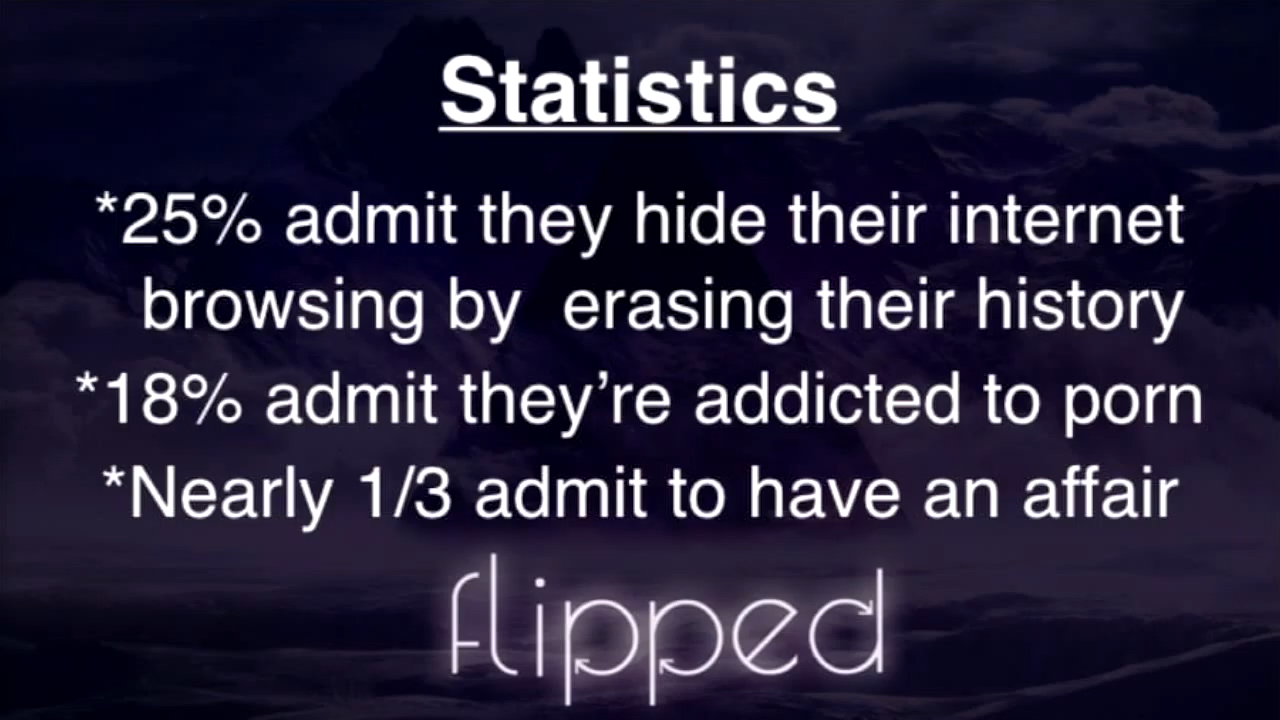 Statistics
*25% admit they hide their internet
browsing by  erasing their history
*18% admit they’re addicted to porn
*Nearly 1/3 admit to have an affair
flipped